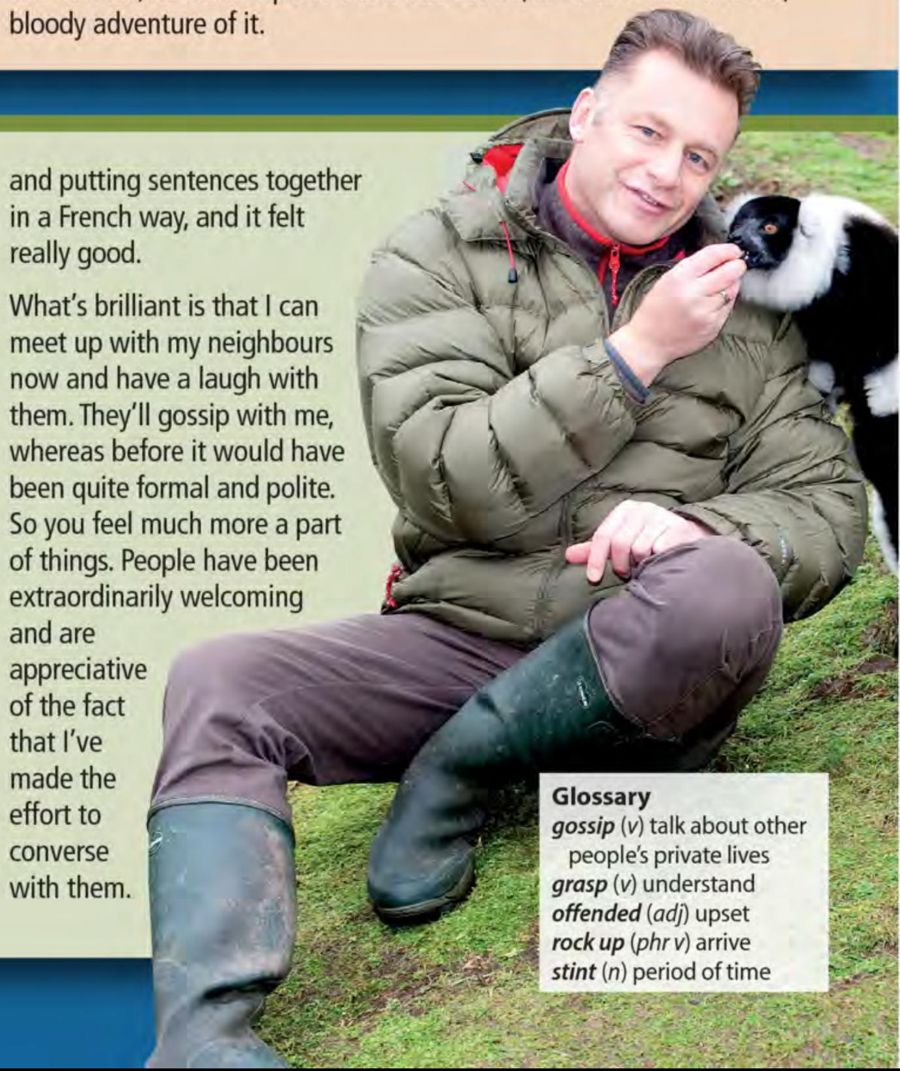 bloody adventure of it.
and putting sentences together
in a French way, and it felt
really good.
What's brilliant is that I can
meet up with my neighbours
now and have a laugh with
them. They'll gossip with me,
whereas before it would have
been quite formal and polite.
So you feel much more a part
of things. People have been
extraordinarily welcoming
and are
appreciative
of the fact
that I've
made the
effort to
converse
with them.
Glossary
gossip (v) talk about other
people's private lives
grasp (v) understand
offended (adj) upset
rock up (phr v) arrive
stint (n) period of time